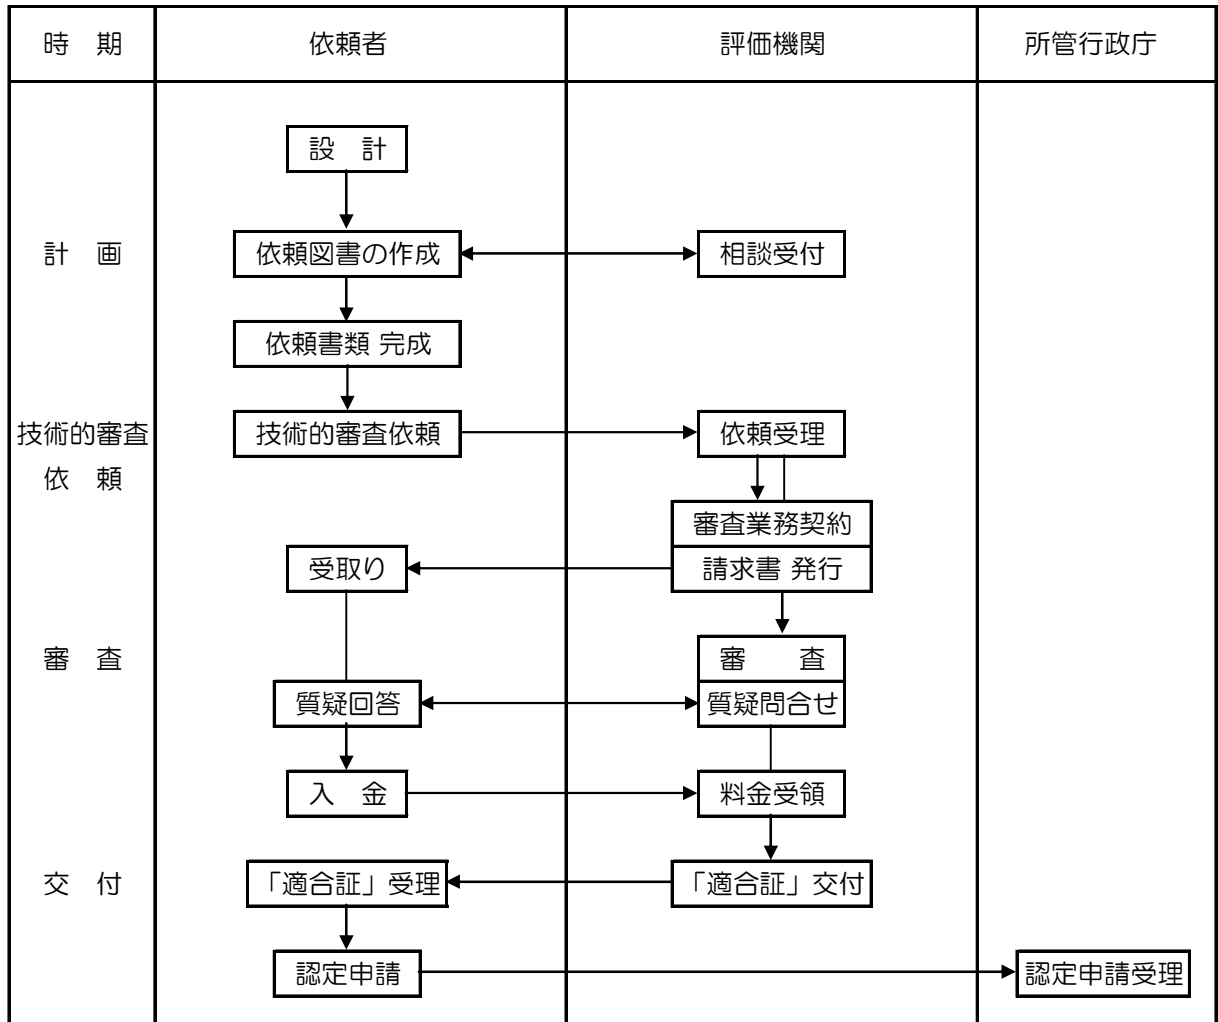 時　期
依頼者
評価機関
所管行政庁
設　計
計　画
依頼図書の作成
相談受付
依頼書類 完成
技術的審査
依　頼
技術的審査依頼
依頼受理
審査業務契約
受取り
請求書 発行
審　査
審　　査
質疑回答
質疑問合せ
入　金
料金受領
交　付
「適合証」受理
「適合証」交付
認定申請
認定申請受理